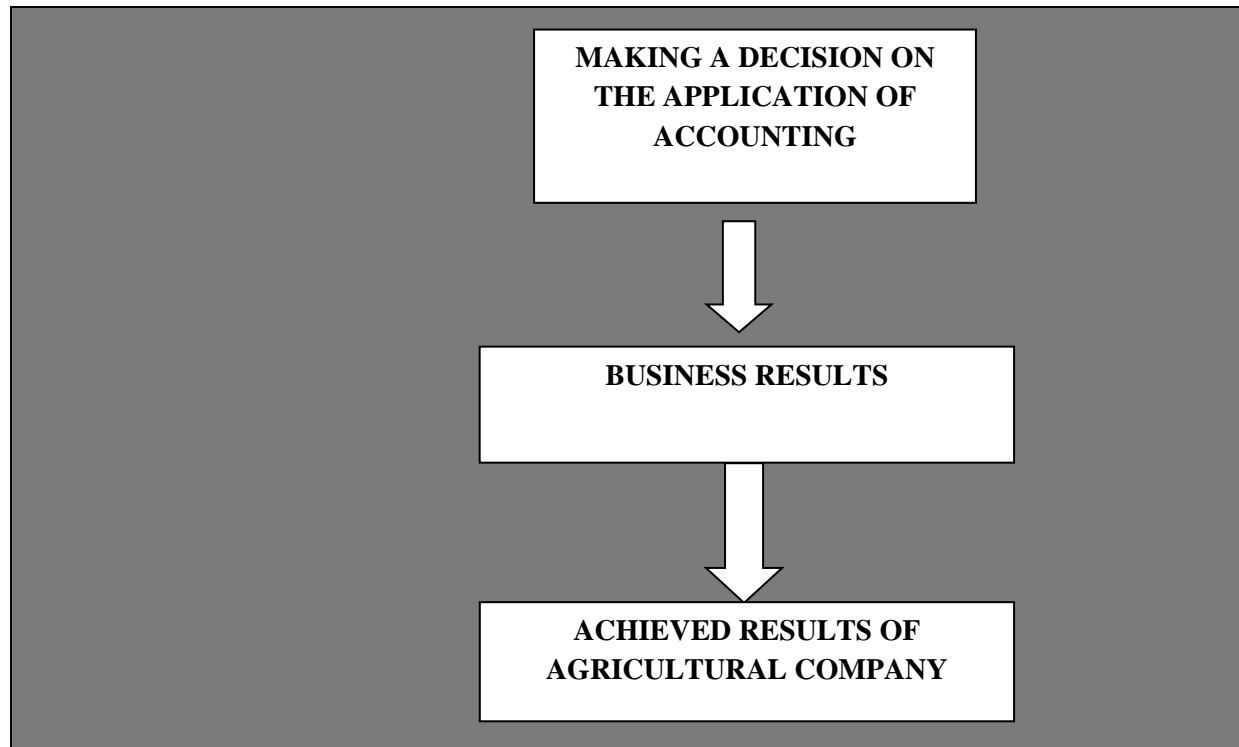 MAKING A DECISION ON
THE APPLICATION OF
ACCOUNTING
BUSINESS RESULTS
ACHIEVED RESULTS OF
AGRICULTURAL COMPANY